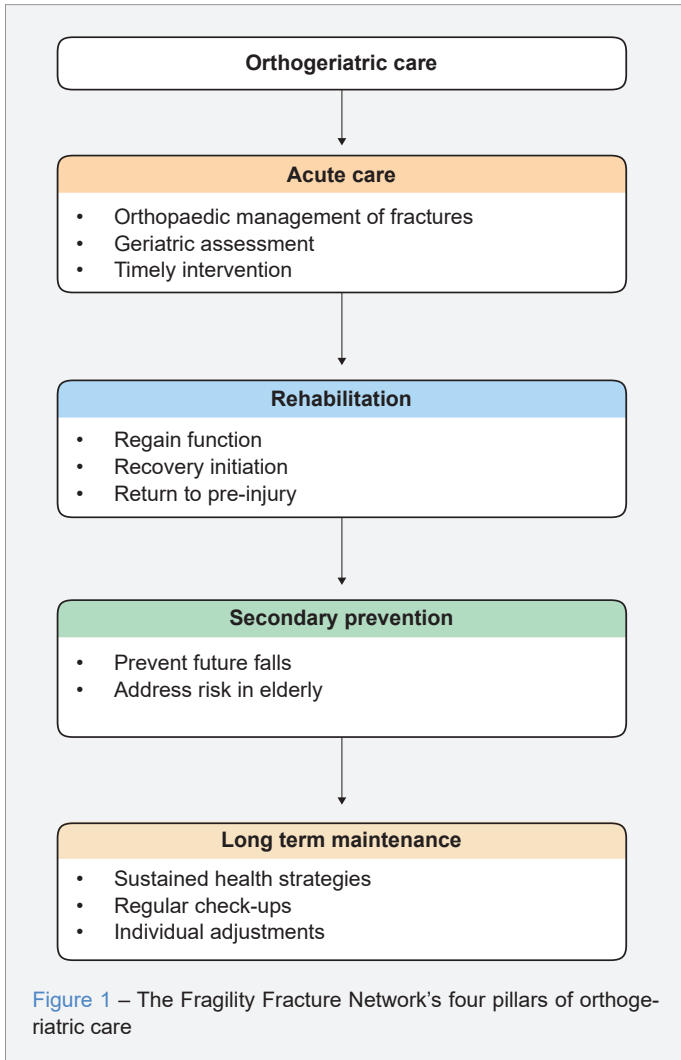 Orthogeriatric care
Acute care
• Orthopaedic management of fractures
• Geriatric assessment
• Timely intervention
Rehabilitation
• Regain function
• Recovery initiation
• Return to pre-injury
Secondary prevention
• Prevent future falls
• Address risk in elderly
Long term maintenance
• Sustained health strategies
• Regular check-ups
• Individual adjustments
Figure 1 – The Fragility Fracture Network's four pillars of orthoge-
riatric care